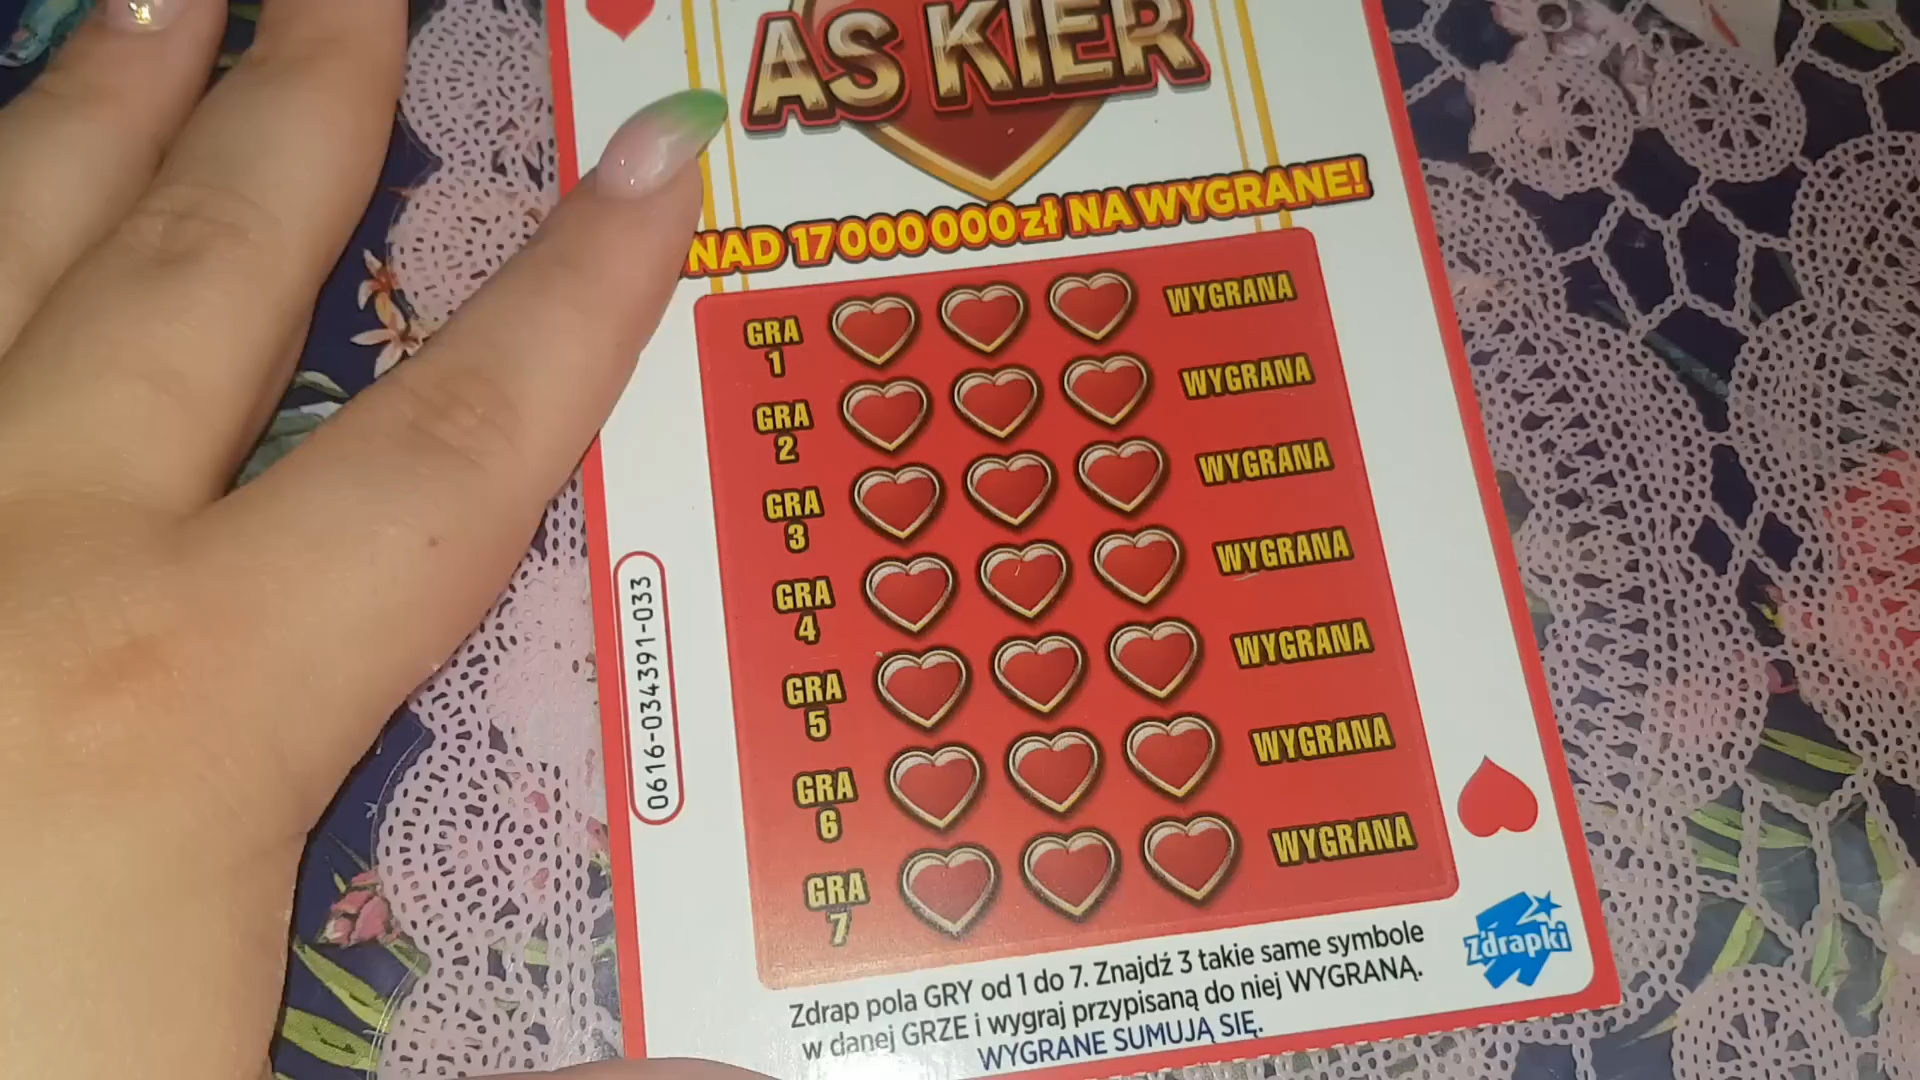 AS KIER
NAD 17 000 000 zł NA WYGRANE!
GRA 1 WYGRANA
GRA 2 WYGRANA
GRA 3 WYGRANA
GRA 4 WYGRANA
GRA 5 WYGRANA
GRA 6 WYGRANA
GRA 7 WYGRANA
0616-034391-033
Zdrapki
Zdrap pola GRY od 1 do 7. Znajdź 3 takie same symbole
w danej GRZE i wygraj przypisaną do niej WYGRANĄ.
WYGRANE SUMUJĄ SIĘ.